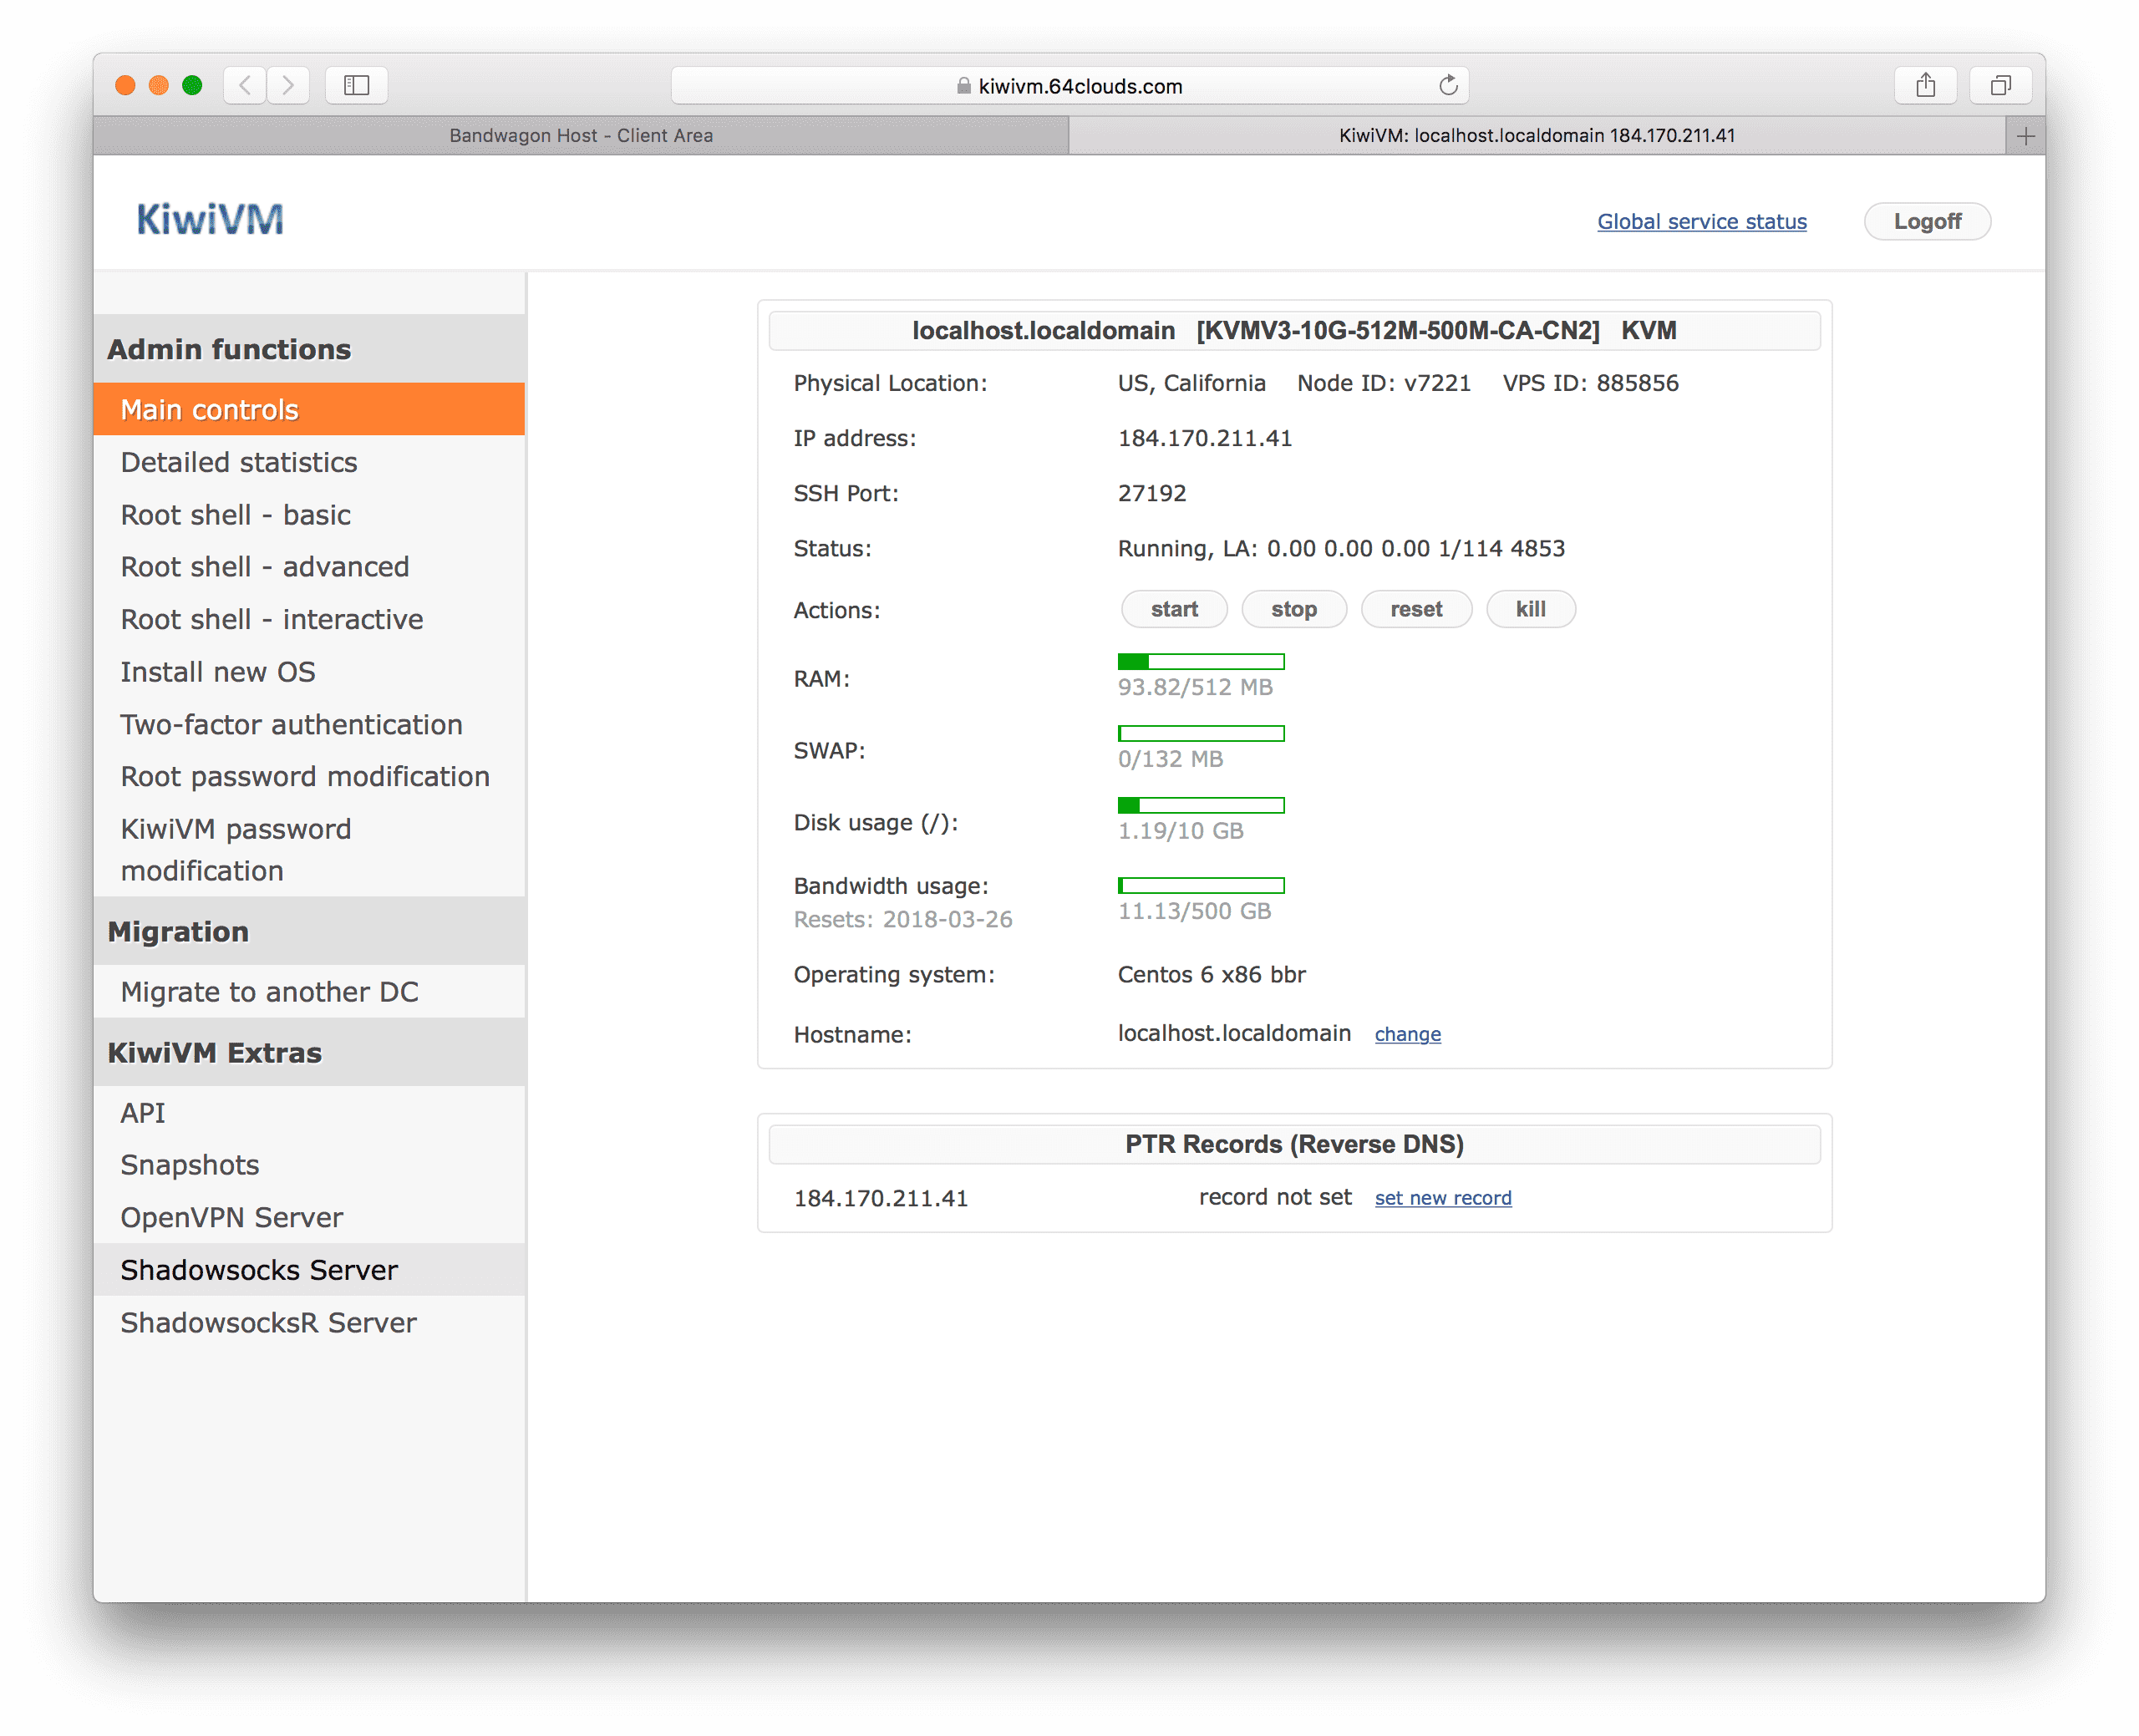 kiwivm.64clouds.com
Bandwagon Host - Client Area
KiwiVM: localhost.localdomain 184.170.211.41
KiwiVM
Global service status
Logoff
Admin functions
Main controls
Detailed statistics
Root shell - basic
Root shell - advanced
Root shell - interactive
Install new OS
Two-factor authentication
Root password modification
KiwiVM password
modification
Migration
Migrate to another DC
KiwiVM Extras
API
Snapshots
OpenVPN Server
Shadowsocks Server
ShadowsocksR Server
localhost.localdomain [KVMV3-10G-512M-500M-CA-CN2] KVM
Physical Location: US, California Node ID: v7221 VPS ID: 885856
IP address: 184.170.211.41
SSH Port: 27192
Status: Running, LA: 0.00 0.00 0.00 1/114 4853
Actions: start stop reset kill
RAM:
93.82/512 MB
SWAP:
0/132 MB
Disk usage (/):
1.19/10 GB
Bandwidth usage:
Resets: 2018-03-26
11.13/500 GB
Operating system: Centos 6 x86 bbr
Hostname: localhost.localdomain change
PTR Records (Reverse DNS)
184.170.211.41 record not set set new record